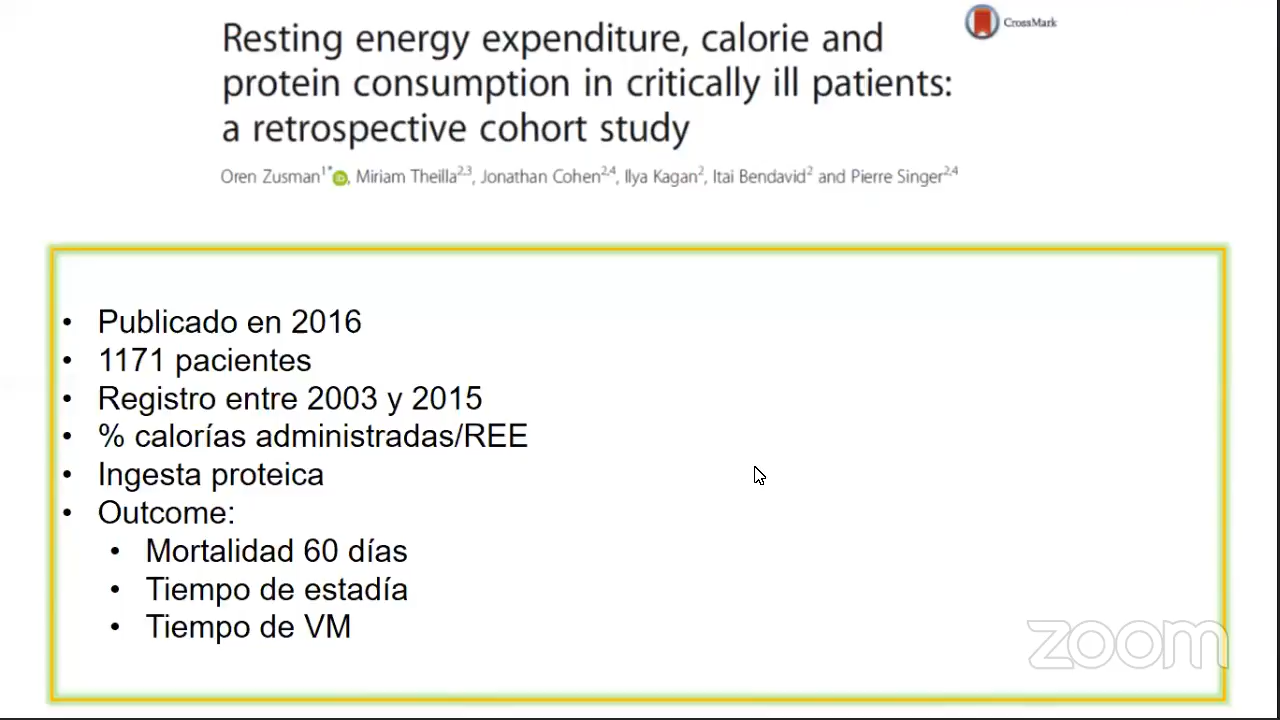 CrossMark
Resting energy expenditure, calorie and
protein consumption in critically ill patients:
a retrospective cohort study
Oren Zusman1*, Miriam Theilla2,3, Jonathan Cohen2,4, Ilya Kagan2, Itai Bendavid2 and Pierre Singer2,4
• Publicado en 2016
• 1171 pacientes
• Registro entre 2003 y 2015
• % calorías administradas/REE
• Ingesta proteica
• Outcome:
• Mortalidad 60 días
• Tiempo de estadía
• Tiempo de VM
zoom